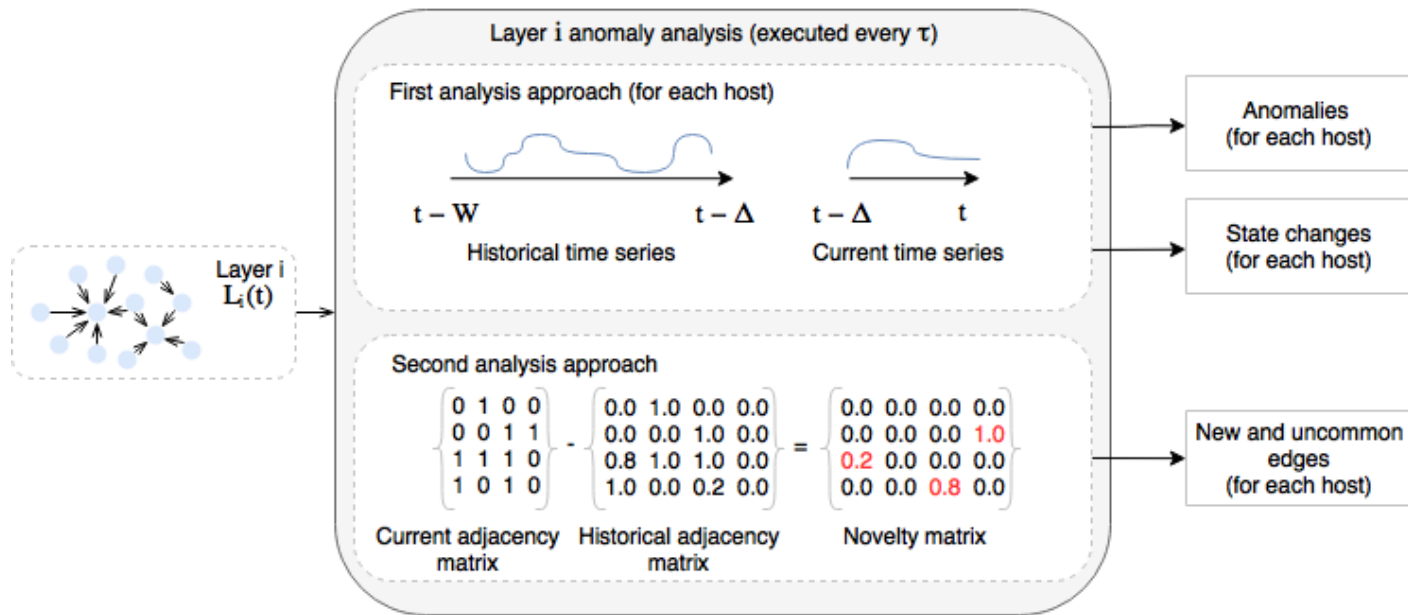 Layer i anomaly analysis (executed every τ)
First analysis approach (for each host)
t − W
t − Δ
t − Δ
t
Historical time series
Current time series
Layer i
Lᵢ(t)
Second analysis approach
0 1 0 0
0 0 1 1
1 1 1 0
1 0 1 0
-
0.0 1.0 0.0 0.0
0.0 0.0 1.0 0.0
0.8 1.0 1.0 0.0
1.0 0.0 0.2 0.0
=
0.0 0.0 0.0 0.0
0.0 0.0 0.0 1.0
0.2 0.0 0.0 0.0
0.0 0.0 0.8 0.0
Current adjacency
matrix
Historical adjacency
matrix
Novelty matrix
Anomalies
(for each host)
State changes
(for each host)
New and uncommon
edges
(for each host)